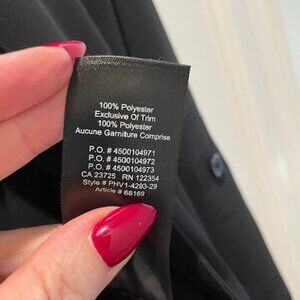 100% Polyester
Exclusive Of Trim
100% Polyester
Aucune Garniture Comprise
P.O. # 4500104971
P.O. # 4500104972
P.O. # 4500104973
CA 23725 RN 122354
Style # PHV1-4293-29
Article # 68169